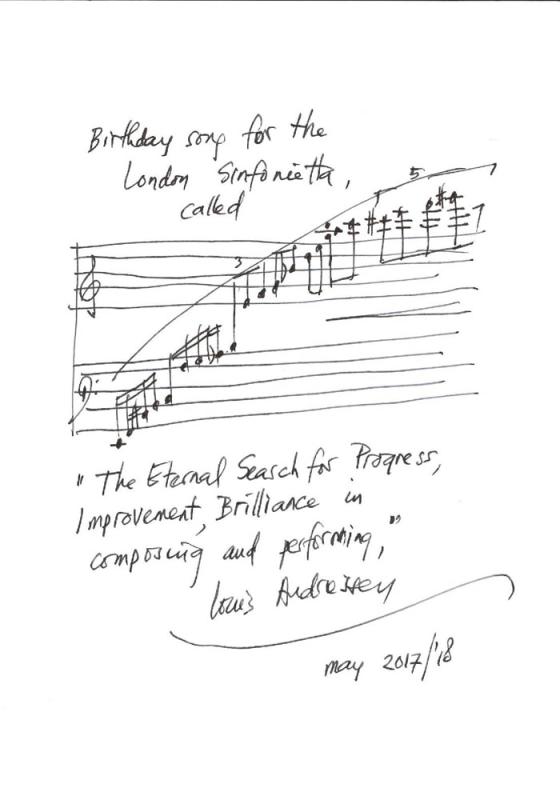 Birthday song for the
London Sinfonietta,
called
3
5
" The Eternal Search for Progress,
Improvement, Brilliance in
composing and performing,"
Louis Andriessen
may 2017/'18